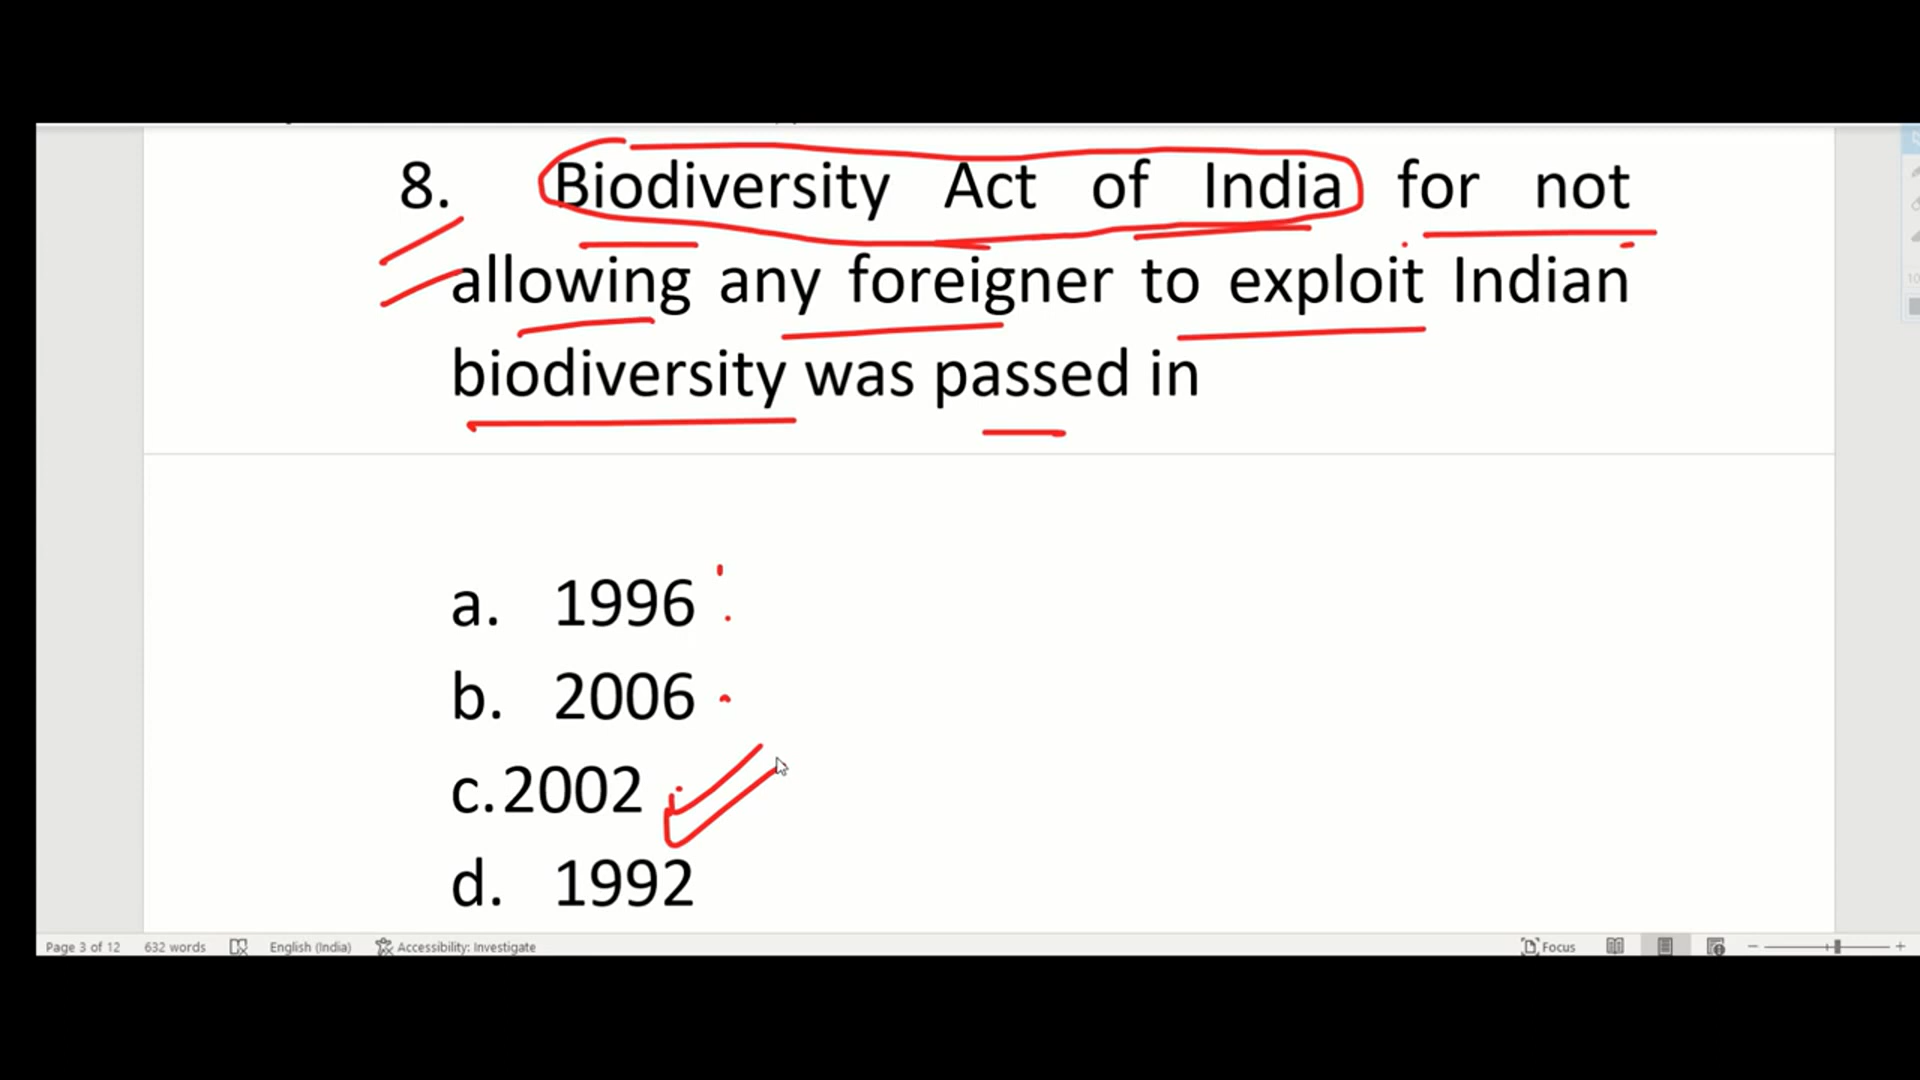 8. Biodiversity Act of India for not
allowing any foreigner to exploit Indian
biodiversity was passed in
a. 1996
b. 2006
c. 2002
d. 1992
Page 3 of 12 632 words English (India) Accessibility: Investigate Focus